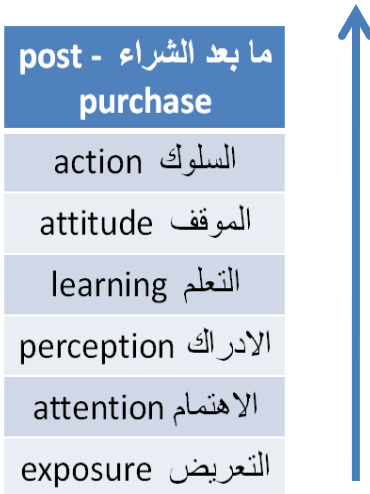 ما بعد الشراء - post
purchase
السلوك action
الموقف attitude
التعلم learning
الادراك perception
الاهتمام attention
التعريض exposure